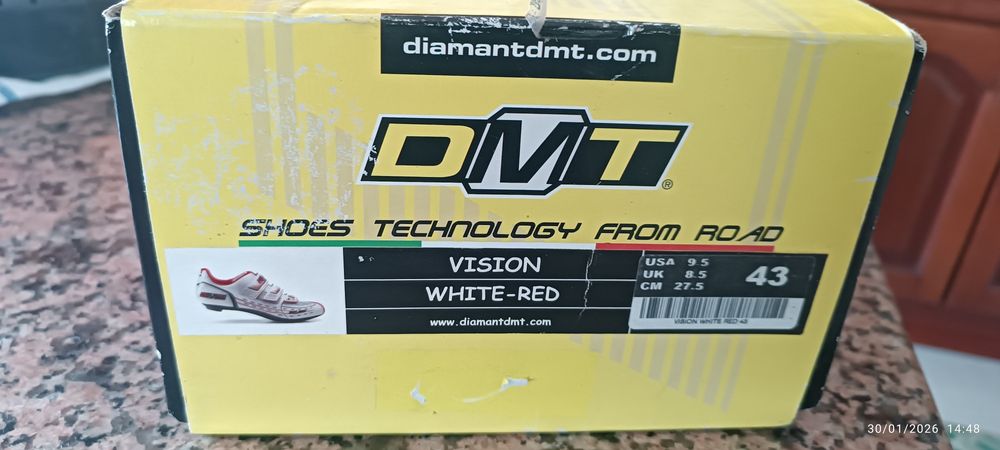 diamantdmt.com
DMT®
SHOES TECHNOLOGY FROM ROAD
VISION
WHITE-RED
www.diamantdmt.com
USA 9.5
UK 8.5
CM 27.5
43
VISION WHITE RED 43
30/01/2026 14:48